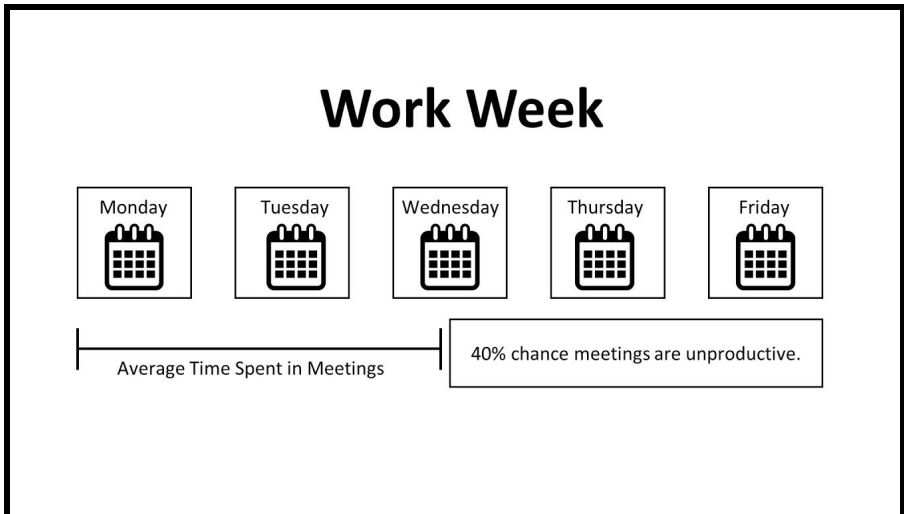 Work Week
Monday
Tuesday
Wednesday
Thursday
Friday
Average Time Spent in Meetings
40% chance meetings are unproductive.